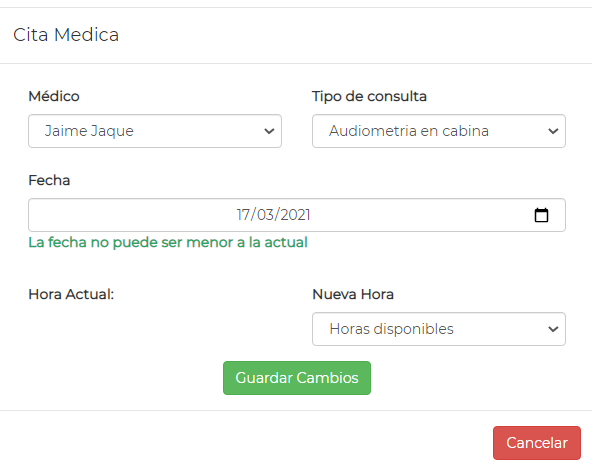 Cita Medica
Médico
Tipo de consulta
Jaime Jaque
Audiometria en cabina
Fecha
17/03/2021
La fecha no puede ser menor a la actual
Hora Actual:
Nueva Hora
Horas disponibles
Guardar Cambios
Cancelar